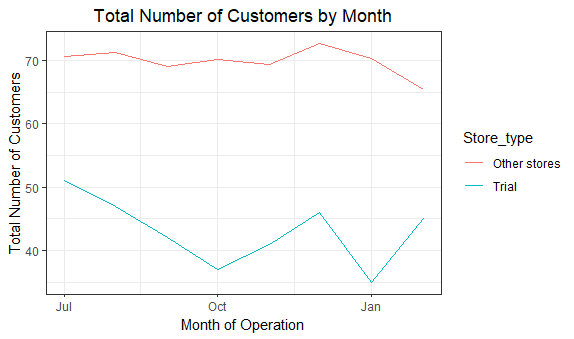 Total Number of Customers by Month
Total Number of Customers
70
60
50
40
Jul
Oct
Jan
Month of Operation
Store_type
Other stores
Trial